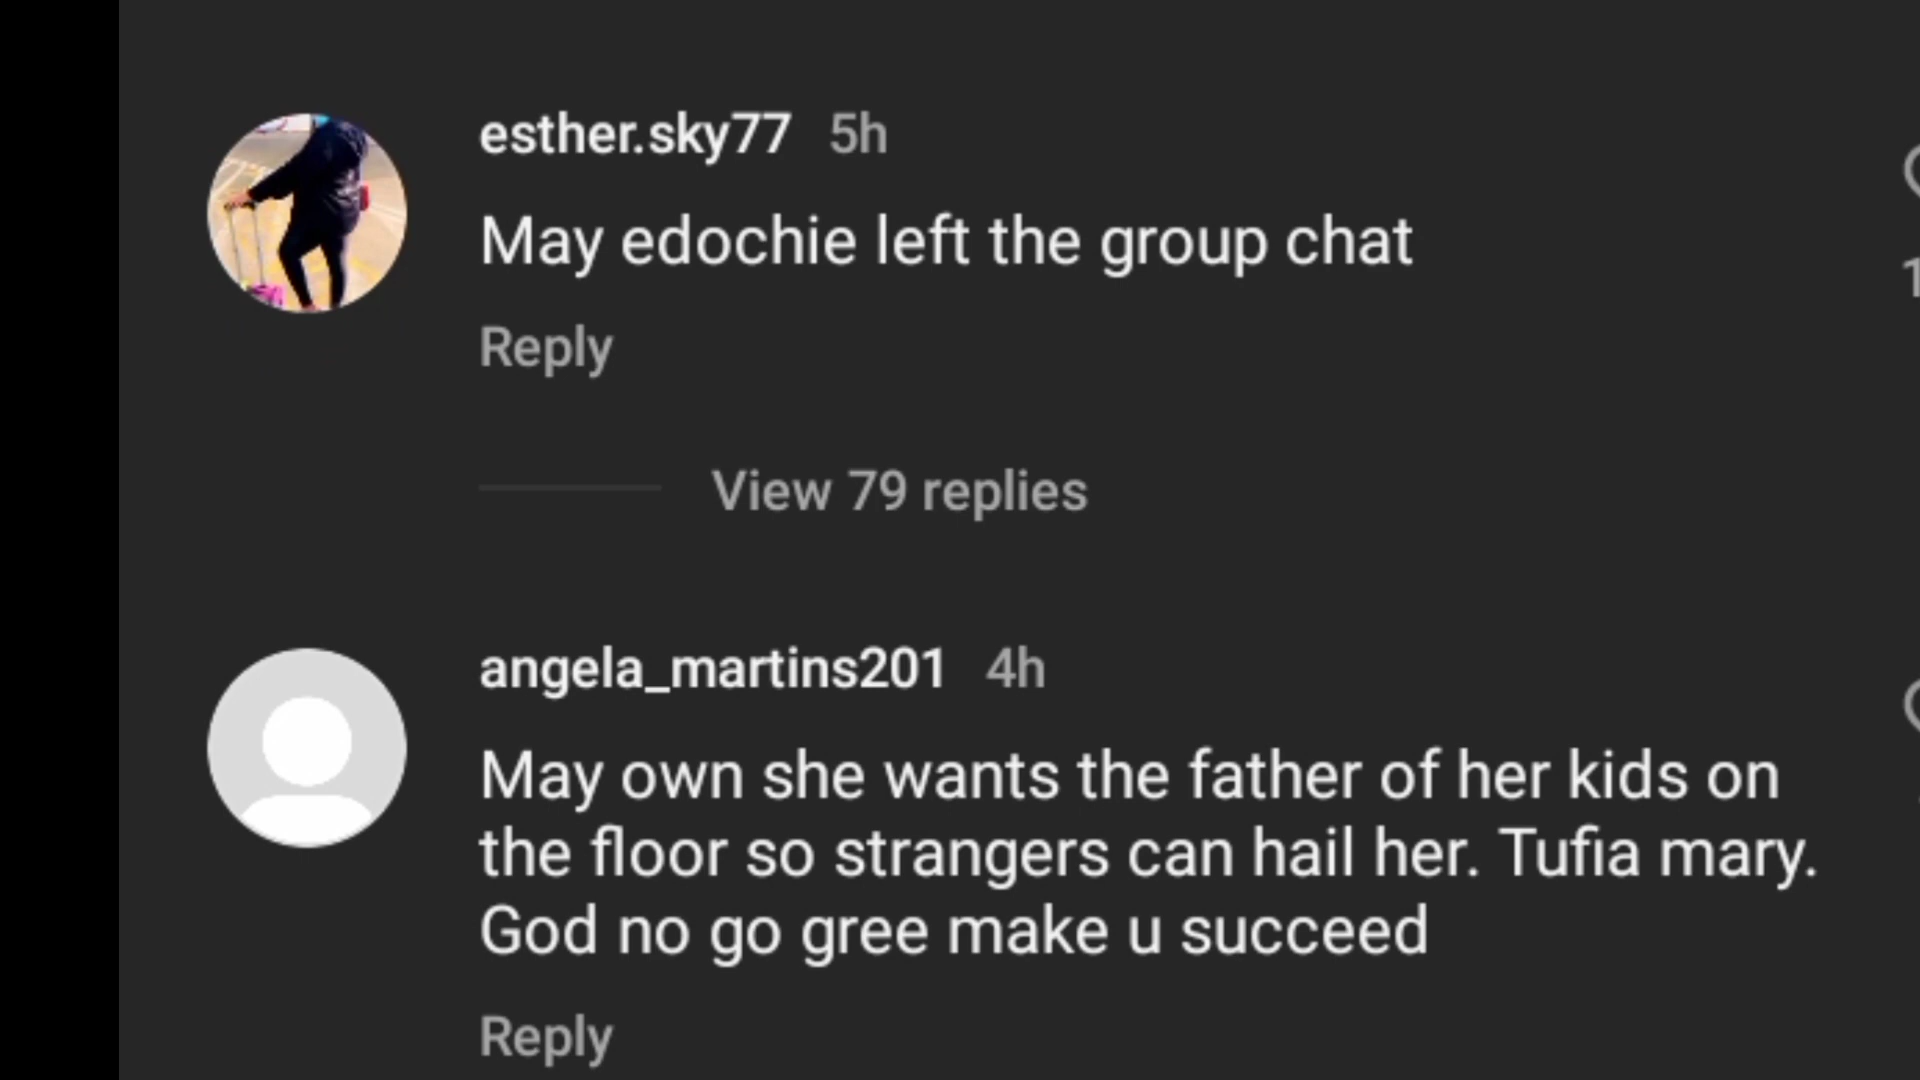 esther.sky77 5h
May edochie left the group chat
Reply
View 79 replies
angela_martins201 4h
May own she wants the father of her kids on
the floor so strangers can hail her. Tufia mary.
God no go gree make u succeed
Reply